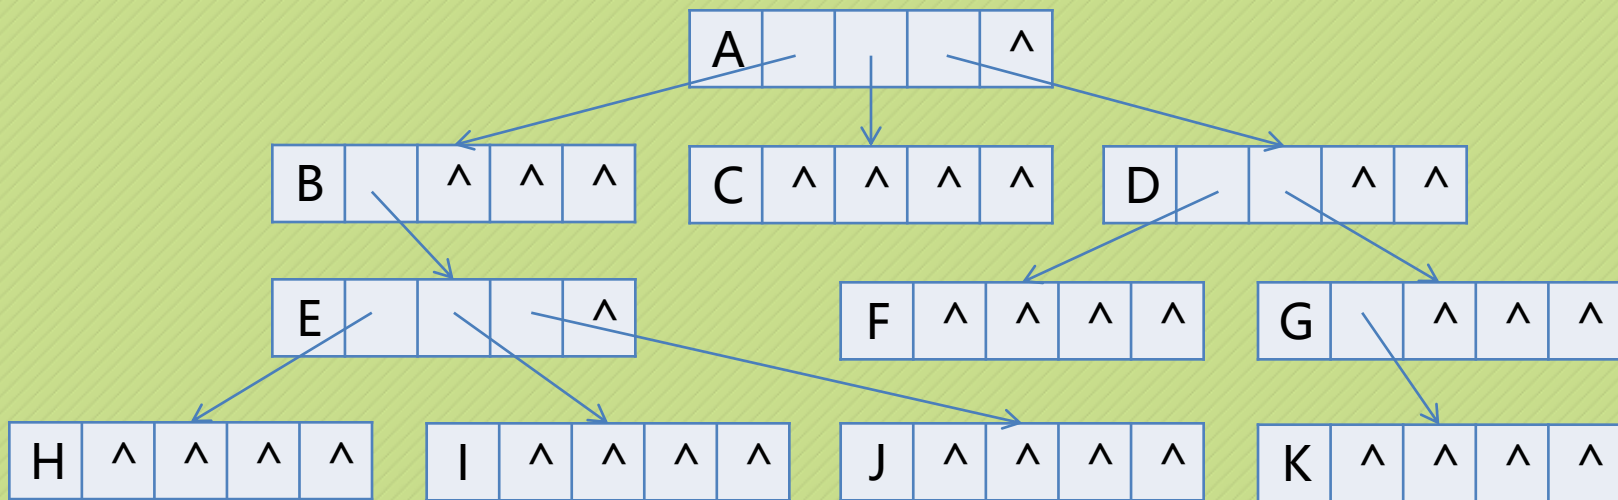 A ^
B ^ ^ ^ C ^ ^ ^ ^ D ^ ^
E ^ F ^ ^ ^ ^ G ^ ^ ^
H ^ ^ ^ ^ I ^ ^ ^ ^ J ^ ^ ^ ^ K ^ ^ ^ ^